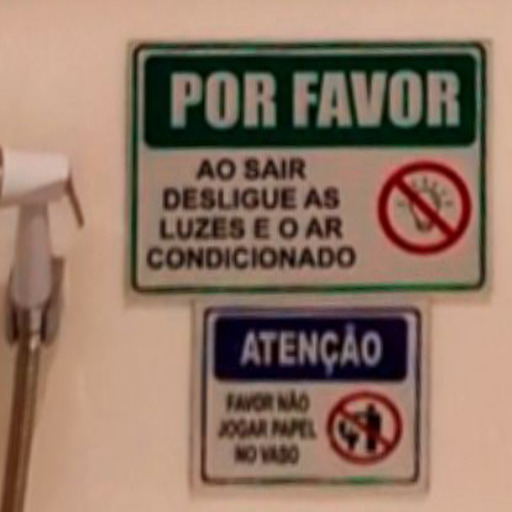 POR FAVOR
AO SAIR
DESLIGUE AS
LUZES E O AR
CONDICIONADO
ATENÇÃO
FAVOR NÃO
JOGAR PAPEL
NO VASO